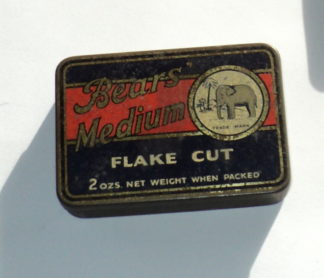 Bears'
Medium
TRADE MARK
FLAKE CUT
2 OZS. NET WEIGHT WHEN PACKED